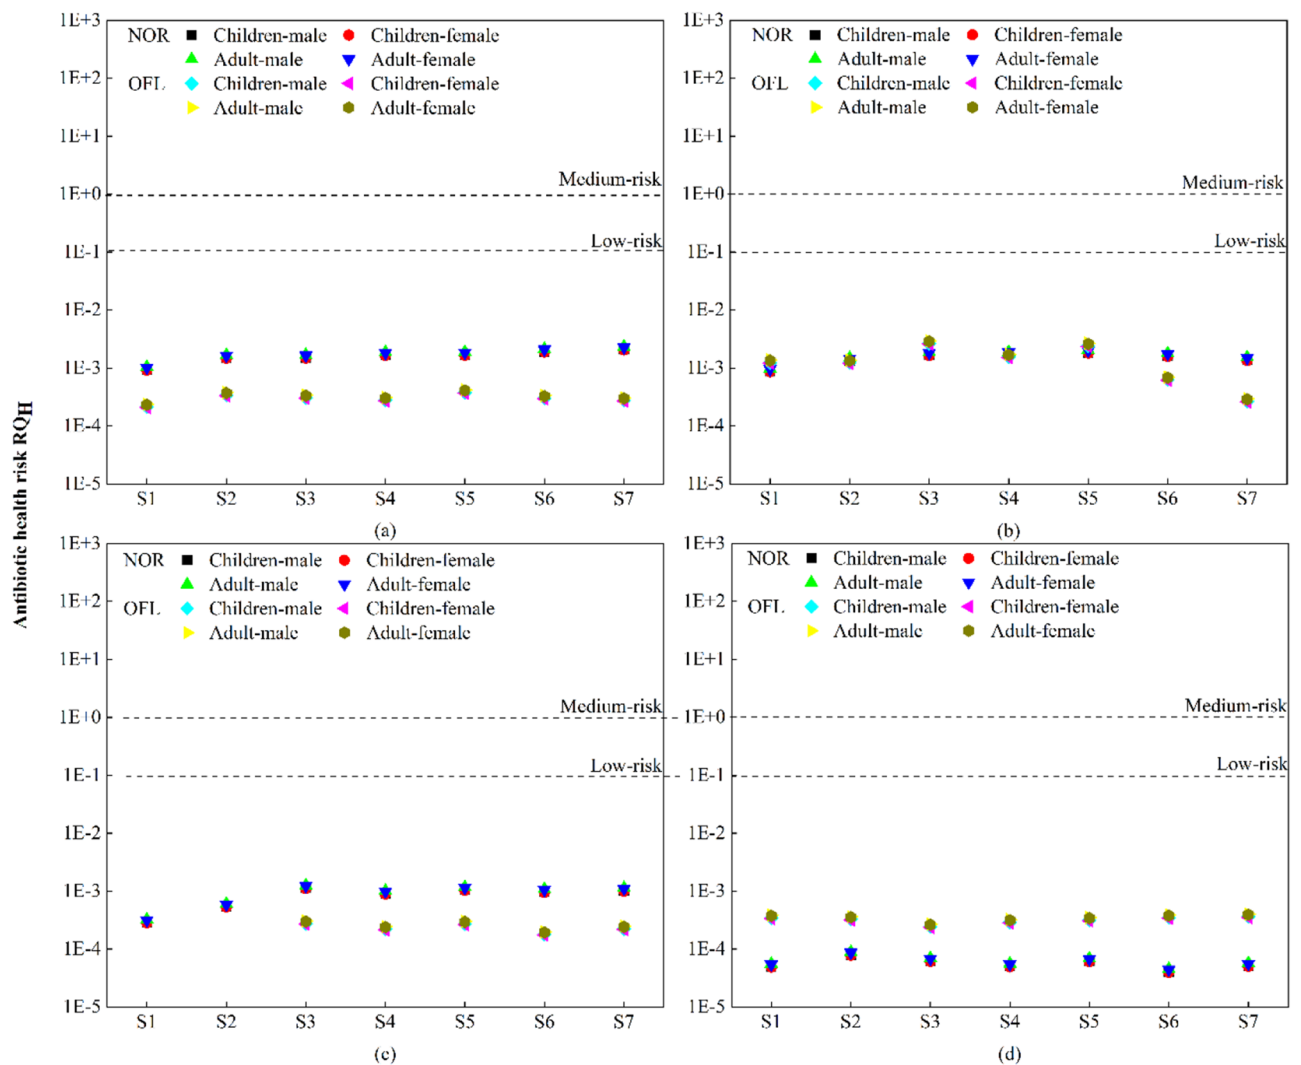 Antibiotic health risk RQH
1E+3
1E+2
1E+1
1E+0
1E-1
1E-2
1E-3
1E-4
1E-5
NOR Children-male Children-female
Adult-male Adult-female
OFL Children-male Children-female
Adult-male Adult-female
Medium-risk
Low-risk
S1 S2 S3 S4 S5 S6 S7
(a)
1E+3
1E+2
1E+1
1E+0
1E-1
1E-2
1E-3
1E-4
1E-5
NOR Children-male Children-female
Adult-male Adult-female
OFL Children-male Children-female
Adult-male Adult-female
Medium-risk
Low-risk
S1 S2 S3 S4 S5 S6 S7
(b)
1E+3
1E+2
1E+1
1E+0
1E-1
1E-2
1E-3
1E-4
1E-5
NOR Children-male Children-female
Adult-male Adult-female
OFL Children-male Children-female
Adult-male Adult-female
Medium-risk
Low-risk
S1 S2 S3 S4 S5 S6 S7
(c)
1E+3
1E+2
1E+1
1E+0
1E-1
1E-2
1E-3
1E-4
1E-5
NOR Children-male Children-female
Adult-male Adult-female
OFL Children-male Children-female
Adult-male Adult-female
Medium-risk
Low-risk
S1 S2 S3 S4 S5 S6 S7
(d)